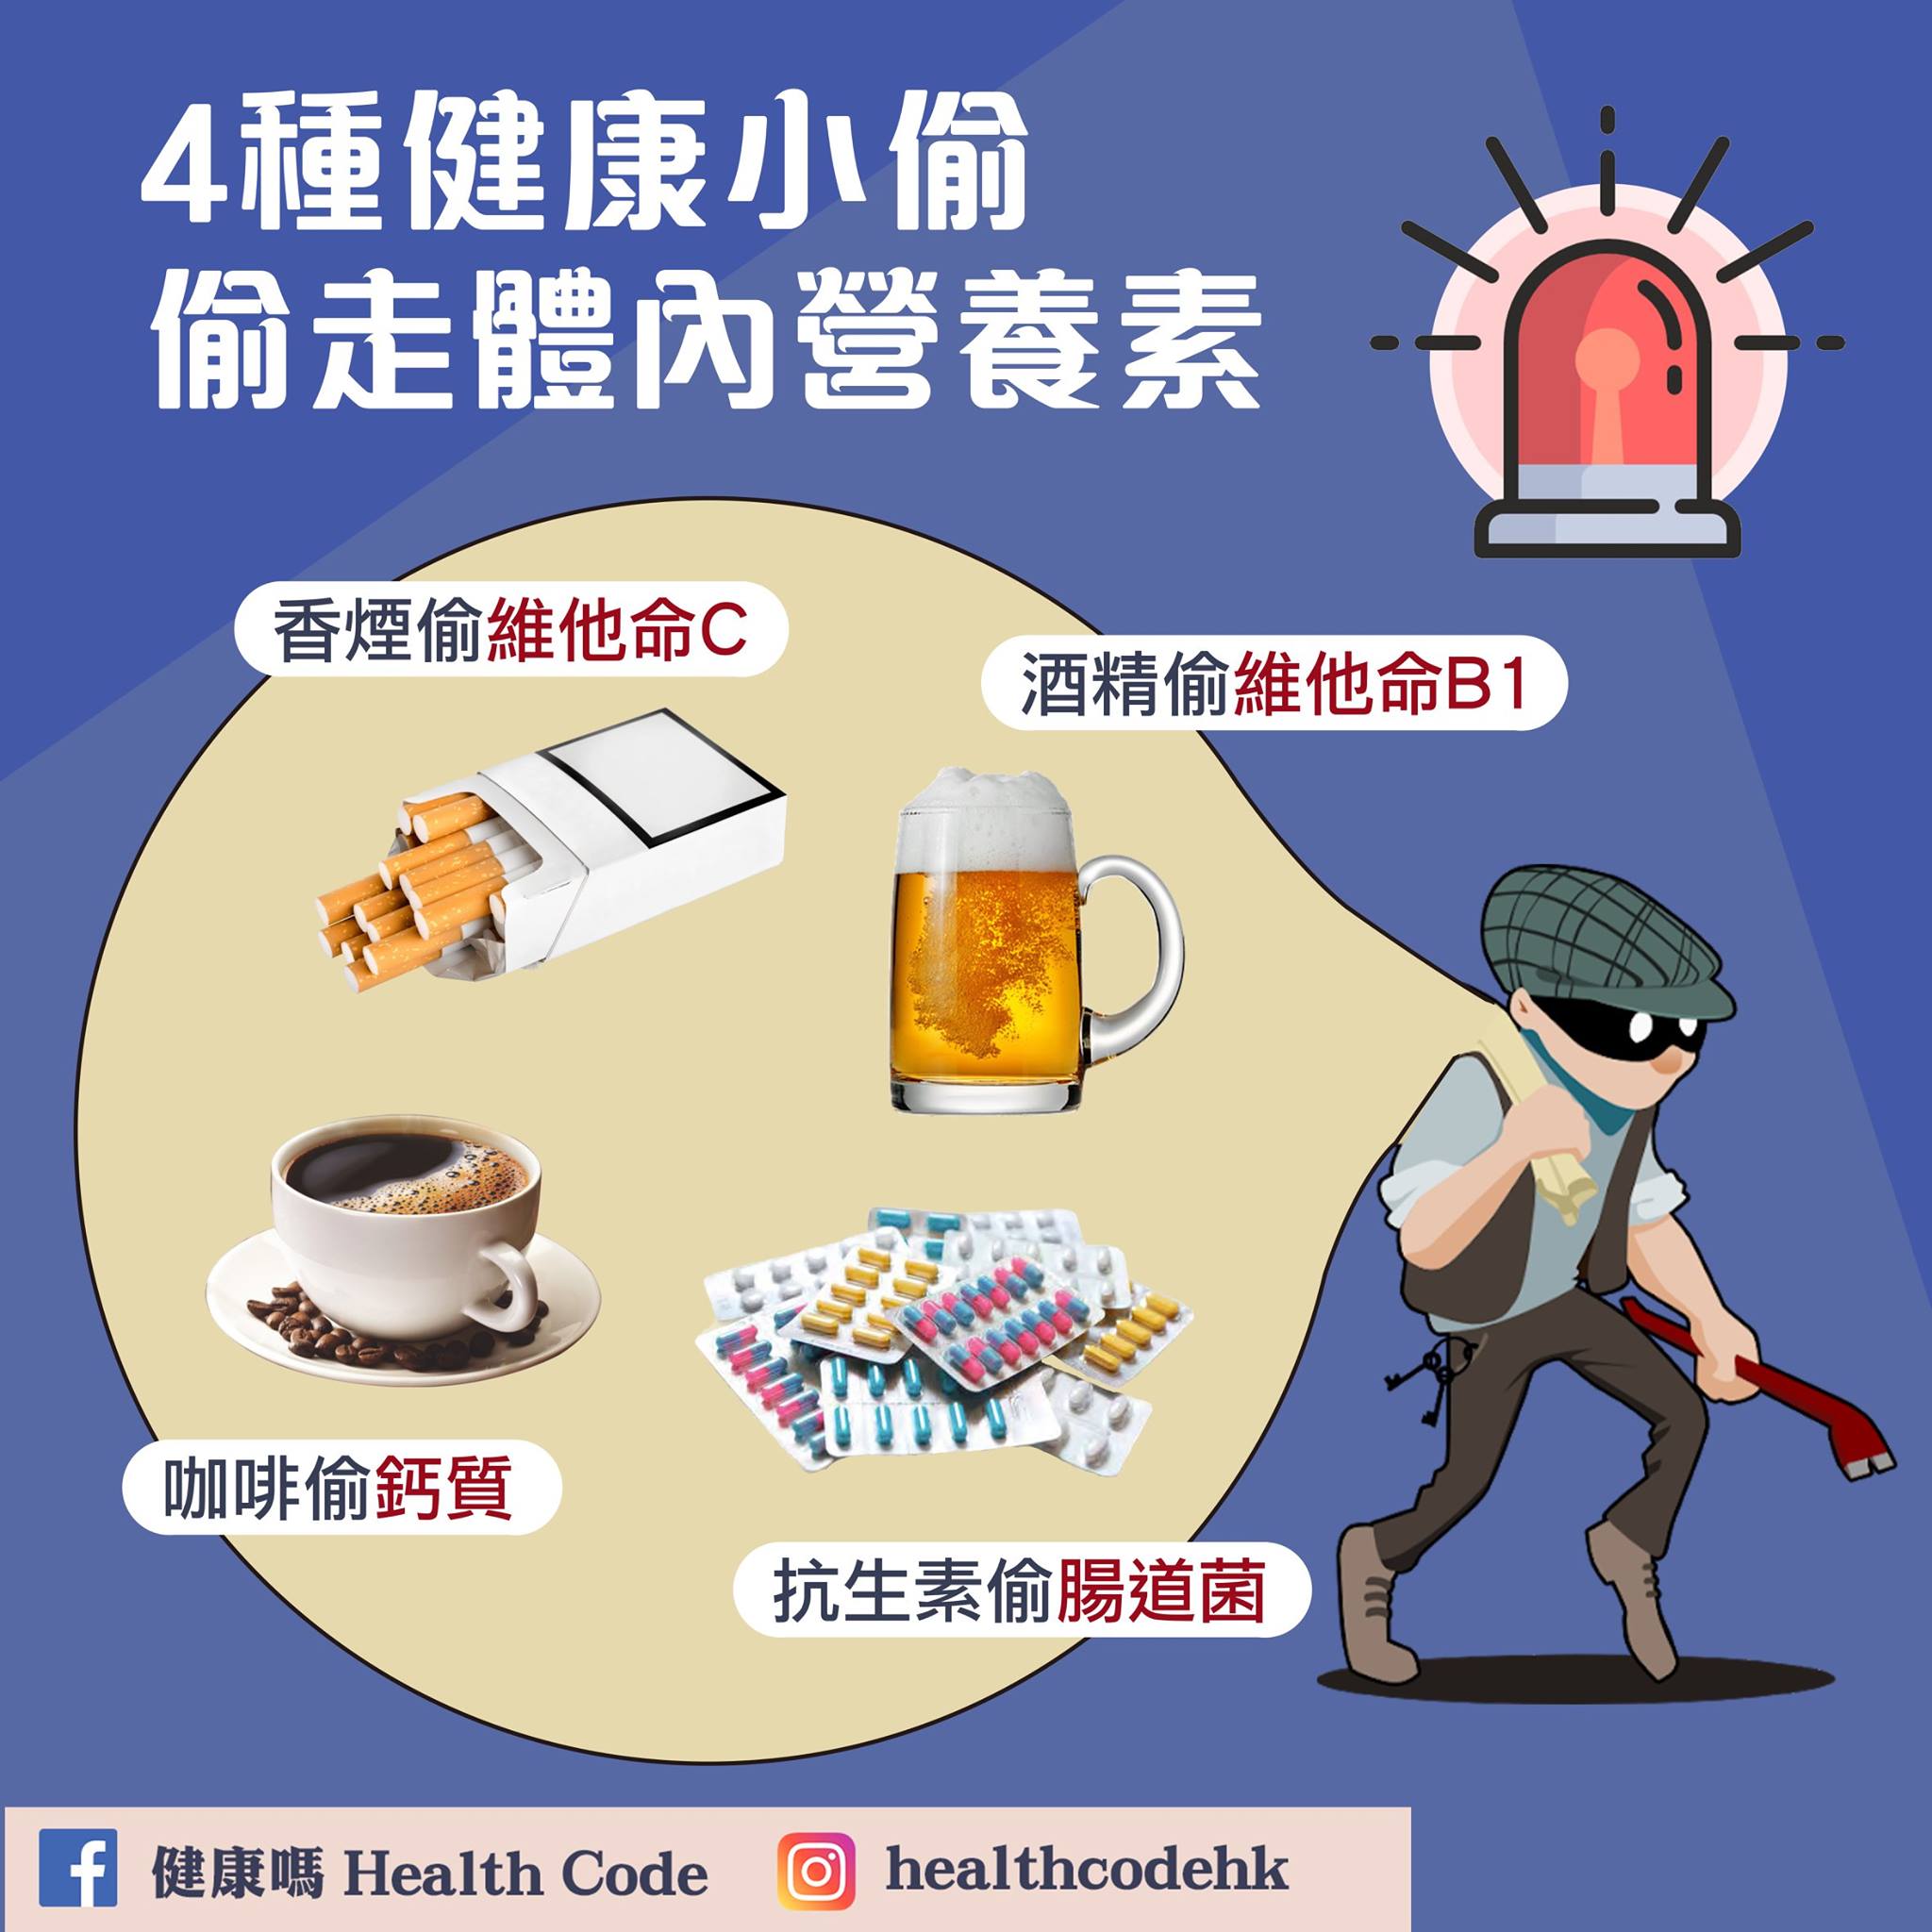 4種健康小偷
偷走體內營養素
香煙偷維他命C
酒精偷維他命B1
咖啡偷鈣質
抗生素偷腸道菌
健康嗎 Health Code
healthcodehk